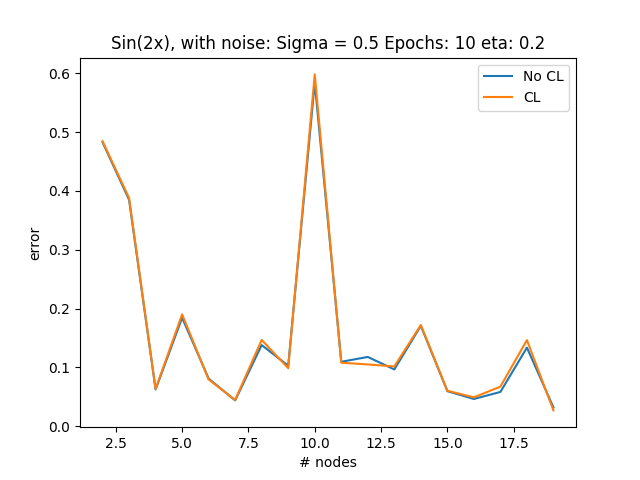 Sin(2x), with noise: Sigma = 0.5 Epochs: 10 eta: 0.2
No CL
CL
error
0.6
0.5
0.4
0.3
0.2
0.1
0.0
2.5 5.0 7.5 10.0 12.5 15.0 17.5
# nodes